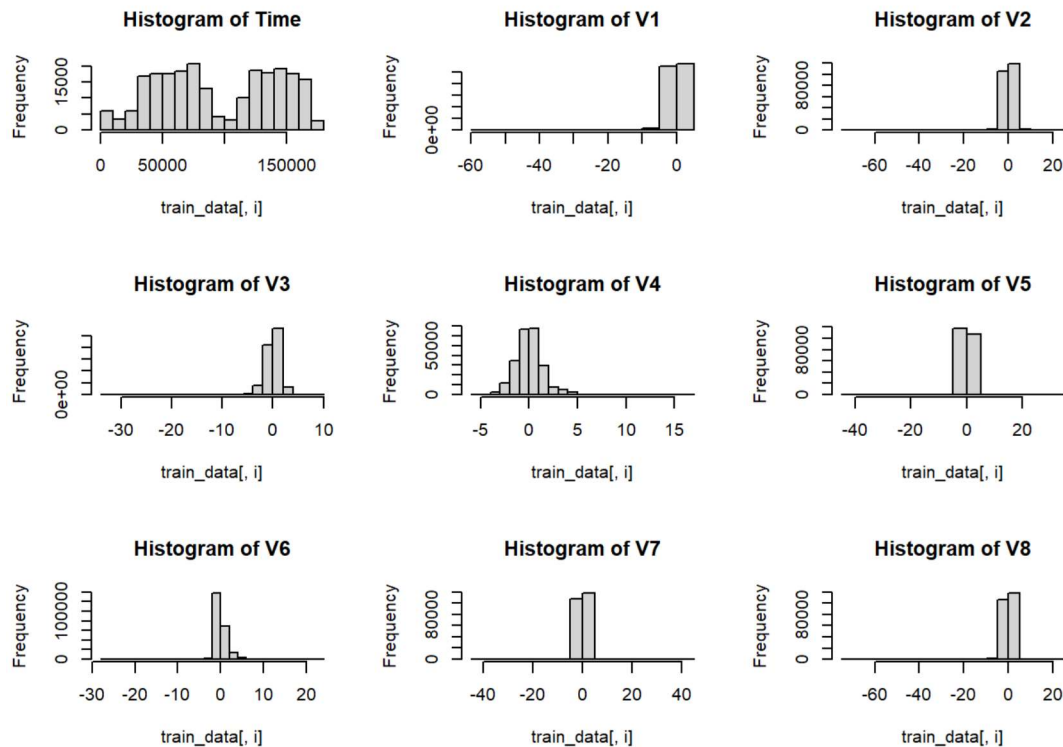 Histogram of Time
Frequency
15000
0
0 50000 150000
train_data[, i]
Histogram of V1
Frequency
0e+00
-60 -40 -20 0
train_data[, i]
Histogram of V2
Frequency
80000
0
-60 -20 0 20
train_data[, i]
Histogram of V3
Frequency
0e+00
-30 -20 -10 0 10
train_data[, i]
Histogram of V4
Frequency
50000
0
-5 0 5 10 15
train_data[, i]
Histogram of V5
Frequency
80000
0
-40 -20 0 20
train_data[, i]
Histogram of V6
Frequency
100000
0
-30 -20 -10 0 10 20
train_data[, i]
Histogram of V7
Frequency
80000
0
-40 -20 0 20 40
train_data[, i]
Histogram of V8
Frequency
80000
0
-60 -20 0 20
train_data[, i]